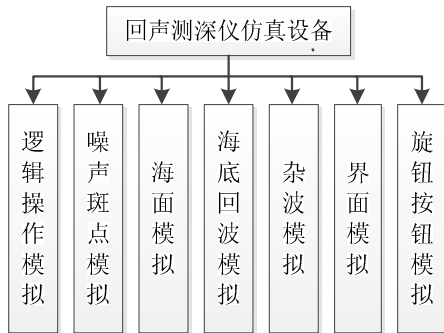 回声测深仪仿真设备
逻辑操作模拟
噪声斑点模拟
海面模拟
海底回波模拟
杂波模拟
界面模拟
旋钮按钮模拟